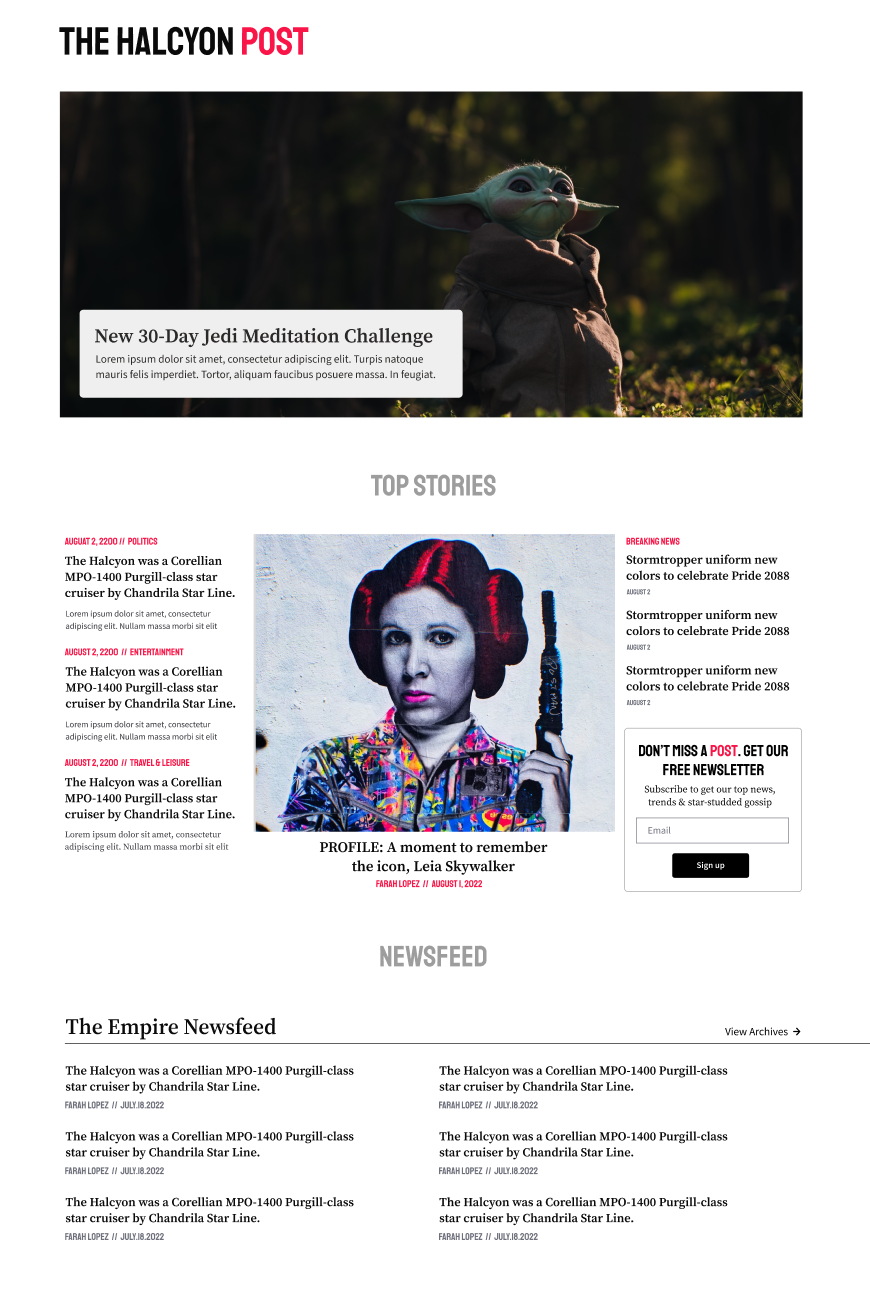 THE HALCYON POST
New 30-Day Jedi Meditation Challenge
Lorem ipsum dolor sit amet, consectetur adipiscing elit. Turpis natoque
mauris felis imperdiet. Tortor, aliquam faucibus posuere massa. In feugiat.
TOP STORIES
AUGUAT 2, 2200 // POLITICS
The Halcyon was a Corellian
MPO-1400 Purgill-class star
cruiser by Chandrila Star Line.
Lorem ipsum dolor sit amet, consectetur
adipiscing elit. Nullam massa morbi sit elit
AUGUST 2, 2200 // ENTERTAINMENT
The Halcyon was a Corellian
MPO-1400 Purgill-class star
cruiser by Chandrila Star Line.
Lorem ipsum dolor sit amet, consectetur
adipiscing elit. Nullam massa morbi sit elit
AUGUST 2, 2200 // TRAVEL & LEISURE
The Halcyon was a Corellian
MPO-1400 Purgill-class star
cruiser by Chandrila Star Line.
Lorem ipsum dolor sit amet, consectetur
adipiscing elit. Nullam massa morbi sit elit
PROFILE: A moment to remember
the icon, Leia Skywalker
FARAH LOPEZ // AUGUST 1, 2022
BREAKING NEWS
Stormtropper uniform new
colors to celebrate Pride 2088
AUGUST 2
Stormtropper uniform new
colors to celebrate Pride 2088
AUGUST 2
Stormtropper uniform new
colors to celebrate Pride 2088
AUGUST 2
DON'T MISS A POST. GET OUR
FREE NEWSLETTER
Subscribe to get our top news,
trends & star-studded gossip
Email
Sign up
NEWSFEED
The Empire Newsfeed
View Archives →
The Halcyon was a Corellian MPO-1400 Purgill-class
star cruiser by Chandrila Star Line.
FARAH LOPEZ // JULY.18.2022
The Halcyon was a Corellian MPO-1400 Purgill-class
star cruiser by Chandrila Star Line.
FARAH LOPEZ // JULY.18.2022
The Halcyon was a Corellian MPO-1400 Purgill-class
star cruiser by Chandrila Star Line.
FARAH LOPEZ // JULY.18.2022
The Halcyon was a Corellian MPO-1400 Purgill-class
star cruiser by Chandrila Star Line.
FARAH LOPEZ // JULY.18.2022
The Halcyon was a Corellian MPO-1400 Purgill-class
star cruiser by Chandrila Star Line.
FARAH LOPEZ // JULY.18.2022
The Halcyon was a Corellian MPO-1400 Purgill-class
star cruiser by Chandrila Star Line.
FARAH LOPEZ // JULY.18.2022